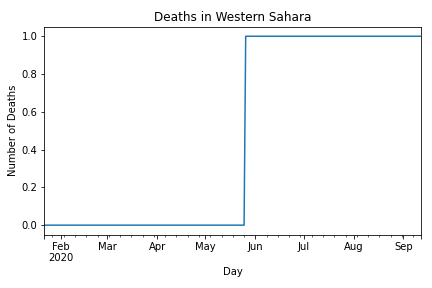 Deaths in Western Sahara
Number of Deaths
1.0
0.8
0.6
0.4
0.2
0.0
Feb Mar Apr May Jun Jul Aug Sep
2020
Day